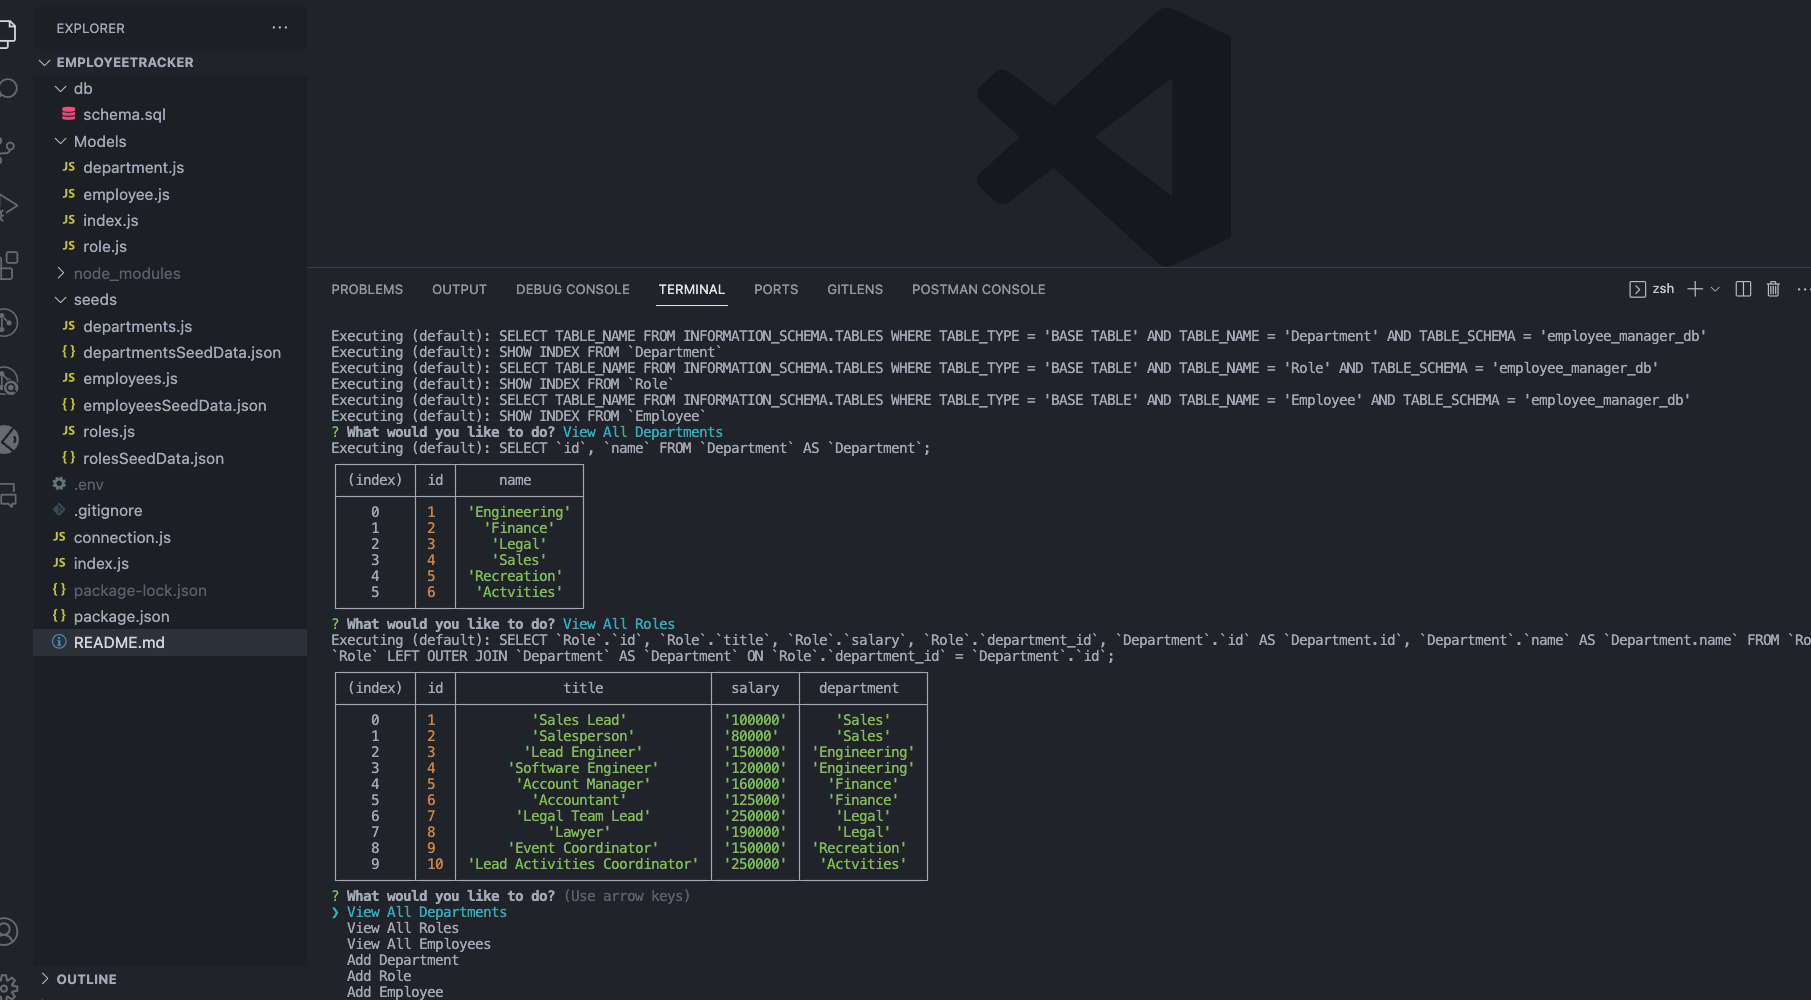 EXPLORER
EMPLOYEETRACKER
db
schema.sql
Models
JS department.js
JS employee.js
JS index.js
JS role.js
node_modules
seeds
JS departments.js
{} departmentsSeedData.json
JS employees.js
{} employeesSeedData.json
JS roles.js
{} rolesSeedData.json
.env
.gitignore
JS connection.js
JS index.js
{} package-lock.json
{} package.json
README.md
OUTLINE
PROBLEMS OUTPUT DEBUG CONSOLE TERMINAL PORTS GITLENS POSTMAN CONSOLE
zsh
Executing (default): SELECT TABLE_NAME FROM INFORMATION_SCHEMA.TABLES WHERE TABLE_TYPE = 'BASE TABLE' AND TABLE_NAME = 'Department' AND TABLE_SCHEMA = 'employee_manager_db'
Executing (default): SHOW INDEX FROM `Department`
Executing (default): SELECT TABLE_NAME FROM INFORMATION_SCHEMA.TABLES WHERE TABLE_TYPE = 'BASE TABLE' AND TABLE_NAME = 'Role' AND TABLE_SCHEMA = 'employee_manager_db'
Executing (default): SHOW INDEX FROM `Role`
Executing (default): SELECT TABLE_NAME FROM INFORMATION_SCHEMA.TABLES WHERE TABLE_TYPE = 'BASE TABLE' AND TABLE_NAME = 'Employee' AND TABLE_SCHEMA = 'employee_manager_db'
Executing (default): SHOW INDEX FROM `Employee`
? What would you like to do? View All Departments
Executing (default): SELECT `id`, `name` FROM `Department` AS `Department`;
(index) id name
0 1 'Engineering'
1 2 'Finance'
2 3 'Legal'
3 4 'Sales'
4 5 'Recreation'
5 6 'Actvities'
? What would you like to do? View All Roles
Executing (default): SELECT `Role`.`id`, `Role`.`title`, `Role`.`salary`, `Role`.`department_id`, `Department`.`id` AS `Department.id`, `Department`.`name` AS `Department.name` FROM `Ro
`Role` LEFT OUTER JOIN `Department` AS `Department` ON `Role`.`department_id` = `Department`.`id`;
(index) id title salary department
0 1 'Sales Lead' '100000' 'Sales'
1 2 'Salesperson' '80000' 'Sales'
2 3 'Lead Engineer' '150000' 'Engineering'
3 4 'Software Engineer' '120000' 'Engineering'
4 5 'Account Manager' '160000' 'Finance'
5 6 'Accountant' '125000' 'Finance'
6 7 'Legal Team Lead' '250000' 'Legal'
7 8 'Lawyer' '190000' 'Legal'
8 9 'Event Coordinator' '150000' 'Recreation'
9 10 'Lead Activities Coordinator' '250000' 'Actvities'
? What would you like to do? (Use arrow keys)
❯ View All Departments
View All Roles
View All Employees
Add Department
Add Role
Add Employee